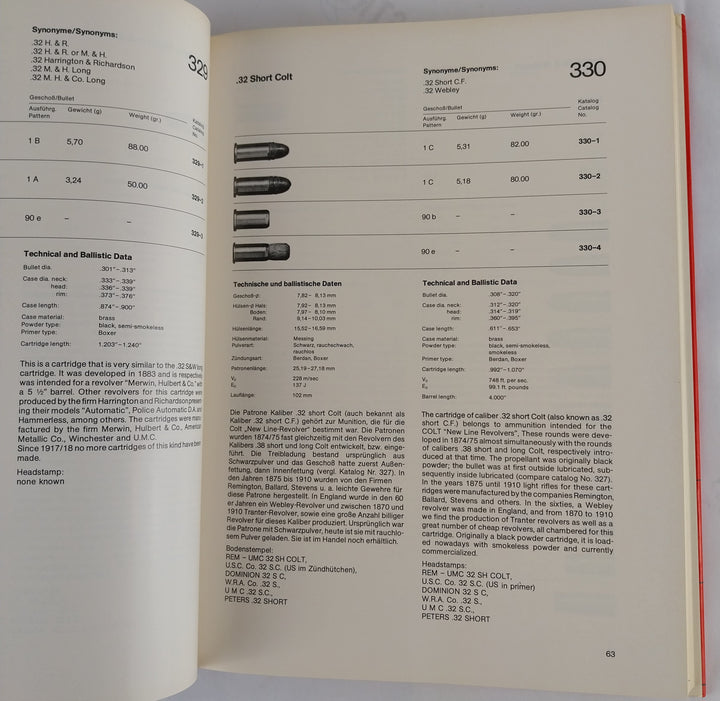 Synonyme/Synonyms:
.32 H. & R.
.32 H. & R. or M. & H.
.32 Harrington & Richardson
.32 M. & H. Long
.32 M. H. & Co. Long
329
Geschoß/Bullet
Ausführg. Gewicht (g) Weight (gr.) Katalog
Pattern Catalog
No.
1 B 5,70 88.00 329-1
1 A 3,24 50.00 329-2
90 e – – 329-3
Technical and Ballistic Data
Bullet dia. .301"–.313"
Case dia. neck: .333"–.339"
head: .336"–.339"
rim: .373"–.376"
Case length: .874"–.900"
Case material: brass
Powder type: black, semi-smokeless
Primer type: Boxer
Cartridge length: 1.203"–1.240"
This is a cartridge that is very similar to the .32 S&W long
cartridge. It was developed in 1883 and is respectively
was intended for a revolver "Merwin, Hulbert & Co." with
a 5 ½" barrel. Other revolvers for this cartridge were
produced by the firm Harrington and Richardson present-
ing their models "Automatic", Police Automatic D.A. and
Hammerless, among others. The cartridges were manu-
factured by the firm Merwin, Hulbert & Co., American
Metallic Co., Winchester and U.M.C.
Since 1917/18 no more cartridges of this kind have been
made.
Headstamp:
none known
.32 Short Colt
Synonyme/Synonyms:
.32 Short C.F.
.32 Webley
330
Geschoß/Bullet
Ausführg. Gewicht (g) Weight (gr.) Katalog
Pattern Catalog
No.
1 C 5,31 82.00 330-1
1 C 5,18 80.00 330-2
90 b – – 330-3
90 e – – 330-4
Technische und ballistische Daten
Geschoß-∅: 7,82 – 8,13 mm
Hülsen-∅ Hals: 7,92 – 8,13 mm
Boden: 7,97 – 8,10 mm
Rand: 9,14 – 10,03 mm
Hülsenlänge: 15,52 – 16,59 mm
Hülsenmaterial: Messing
Pulverart: Schwarz, rauchschwach,
rauchlos
Zündungsart: Berdan, Boxer
Patronenlänge: 25,19 – 27,18 mm
V₀ 228 m/sec
E₀ 137 J
Lauflänge: 102 mm
Die Patrone Kaliber .32 short Colt (auch bekannt als
Kaliber .32 short C.F.) gehört zur Munition, die für die
Colt „New Line-Revolver" bestimmt war. Die Patronen
wurden 1874/75 fast gleichzeitig mit den Revolvern des
Kalibers .38 short und long Colt entwickelt, bzw. einge-
führt. Die Treibladung bestand ursprünglich aus
Schwarzpulver und das Geschoß hatte zuerst Außen-
fettung, dann Innenfettung (vergl. Katalog Nr. 327). In
den Jahren 1875 bis 1910 wurden von den Firmen
Remington, Ballard, Stevens u. a. leichte Gewehre für
diese Patrone hergestellt. In England wurde in den 60
er Jahren ein Webley-Revolver und zwischen 1870 und
1910 Tranter-Revolver, sowie eine große Anzahl billiger
Revolver für dieses Kaliber produziert. Ursprünglich war
die Patrone mit Schwarzpulver, heute ist sie mit rauchlo-
sem Pulver geladen. Sie ist im Handel noch erhältlich.
Bodenstempel:
REM – UMC 32 SH COLT,
U.S.C. Co. 32 S.C. (US im Zündhütchen),
DOMINION 32 S C,
W.R.A. Co. .32 S.,
U M C .32 S.C.,
PETERS .32 SHORT
Technical and Ballistic Data
Bullet dia. .308"–.320"
Case dia. neck: .312"–.320"
head: .314"–.319"
rim: .360"–.395"
Case length: .611"–.653"
Case material: brass
Powder type: black, semi-smokeless,
smokeless
Primer type: Berdan, Boxer
Cartridge length: .992"–1.070"
V₀ 748 ft. per sec.
E₀ 99.1 ft. pounds
Barrel length: 4.000"
The cartridge of caliber .32 short Colt (also known as .32
short C.F.) belongs to ammunition intended for the
COLT "New Line Revolvers", These rounds were deve-
loped in 1874/75 almost simultaneously with the rounds
of calibers .38 short and long Colt, respectively intro-
duced at that time. The propellant was originally black
powder; the bullet was at first outside lubricated, sub-
sequently inside lubricated (compare catalog No. 327).
In the years 1875 until 1910 light rifles for these cart-
ridges were manufactured by the companies Remington,
Ballard, Stevens and others. In the sixties, a Webley
revolver was made in England, and from 1870 to 1910
we find the production of Tranter revolvers as well as a
great number of cheap revolvers, all chambered for this
cartridge. Originally a black powder cartridge, it is load-
ed nowadays with smokeless powder and currently
commercialized.
Headstamps:
REM – UMC 32 SH COLT,
U.S.C. Co. 32 S.C. (US in primer)
DOMINION 32 S C,
W.R.A. Co. .32 S.,
U M C .32 S.C.,
PETERS .32 SHORT
63